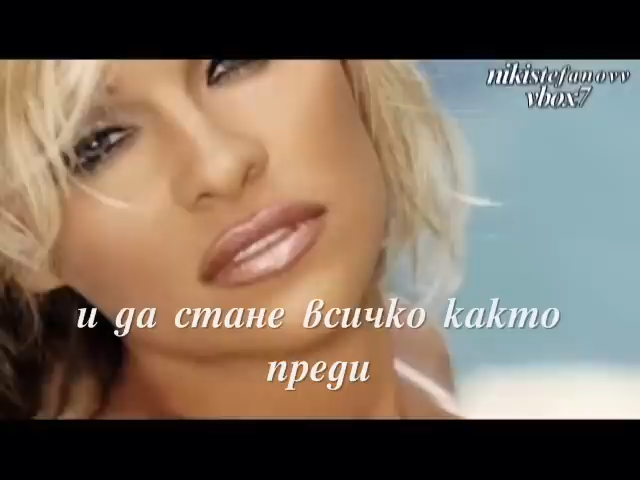 nikistefanovv
vbox7
и да стане всичко както
преди